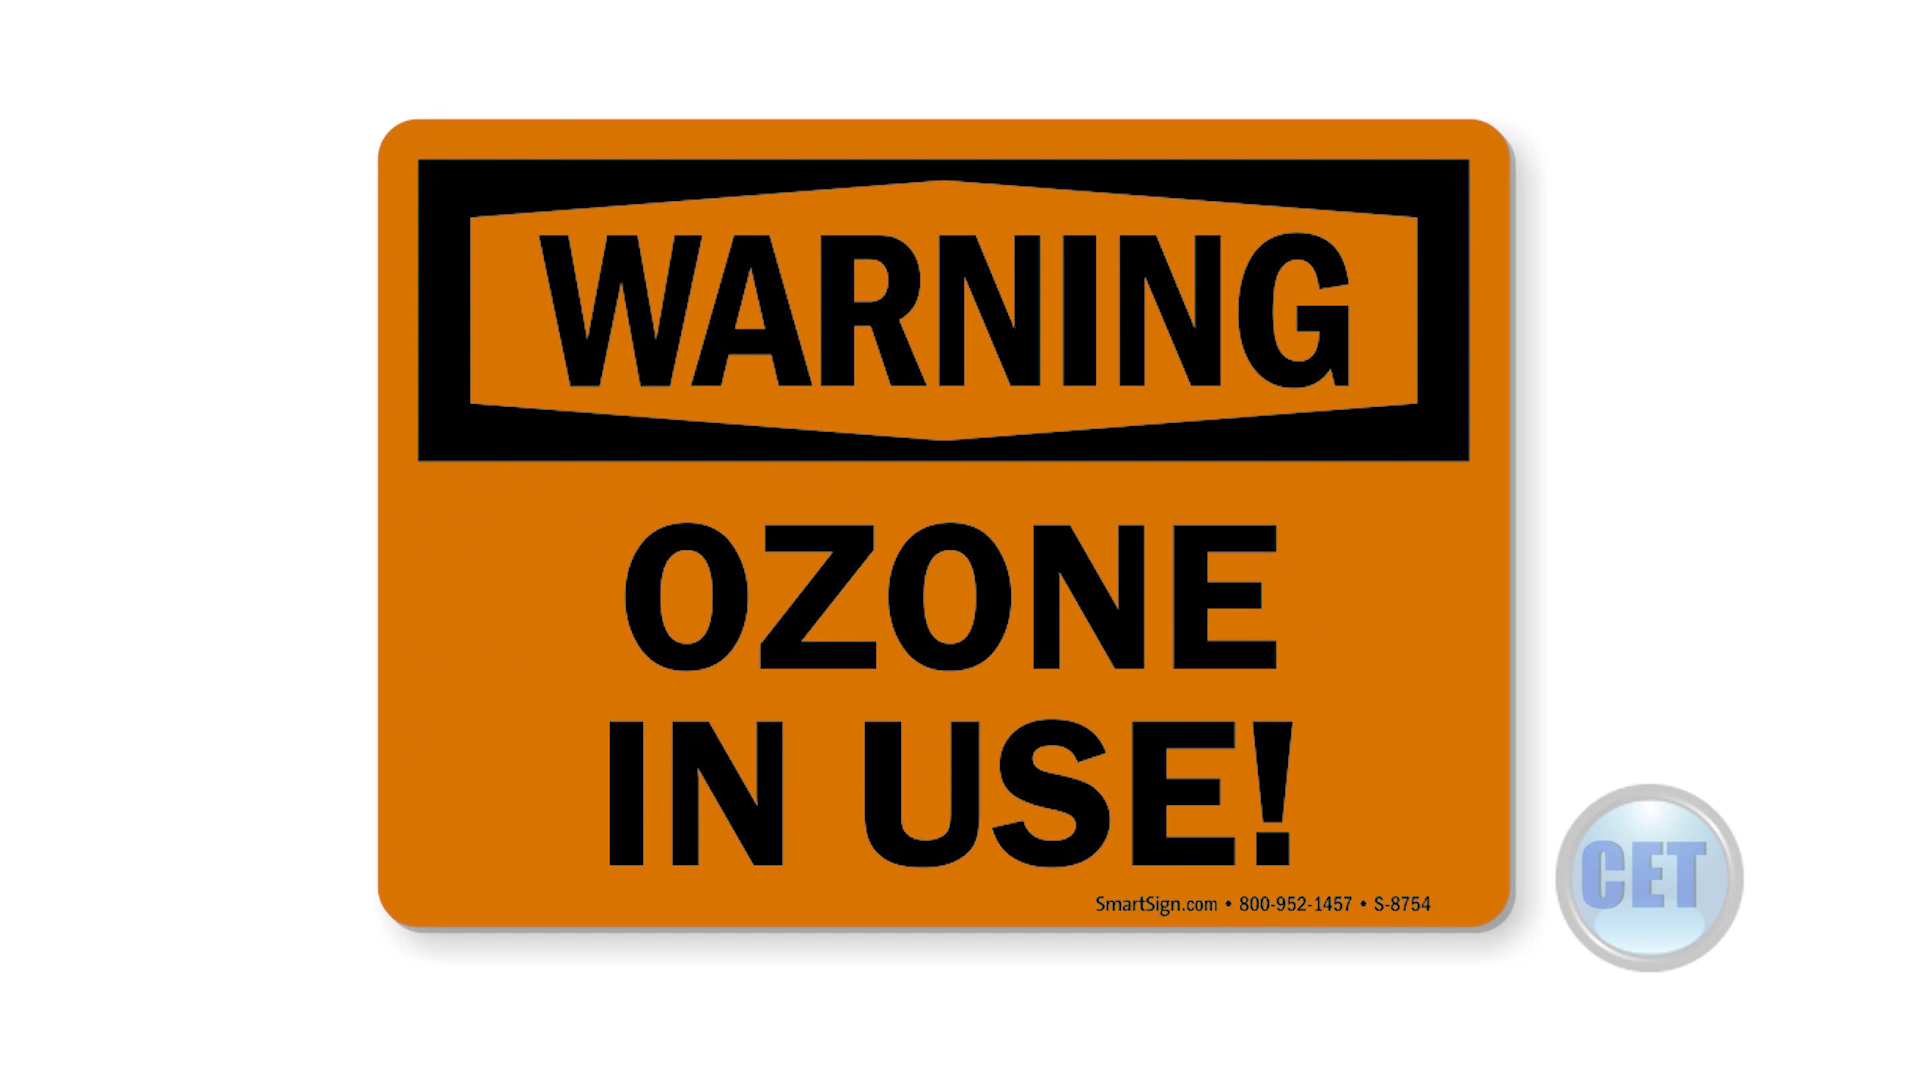 WARNING
OZONE
IN USE!
SmartSign.com • 800-952-1457 • S-8754
CET